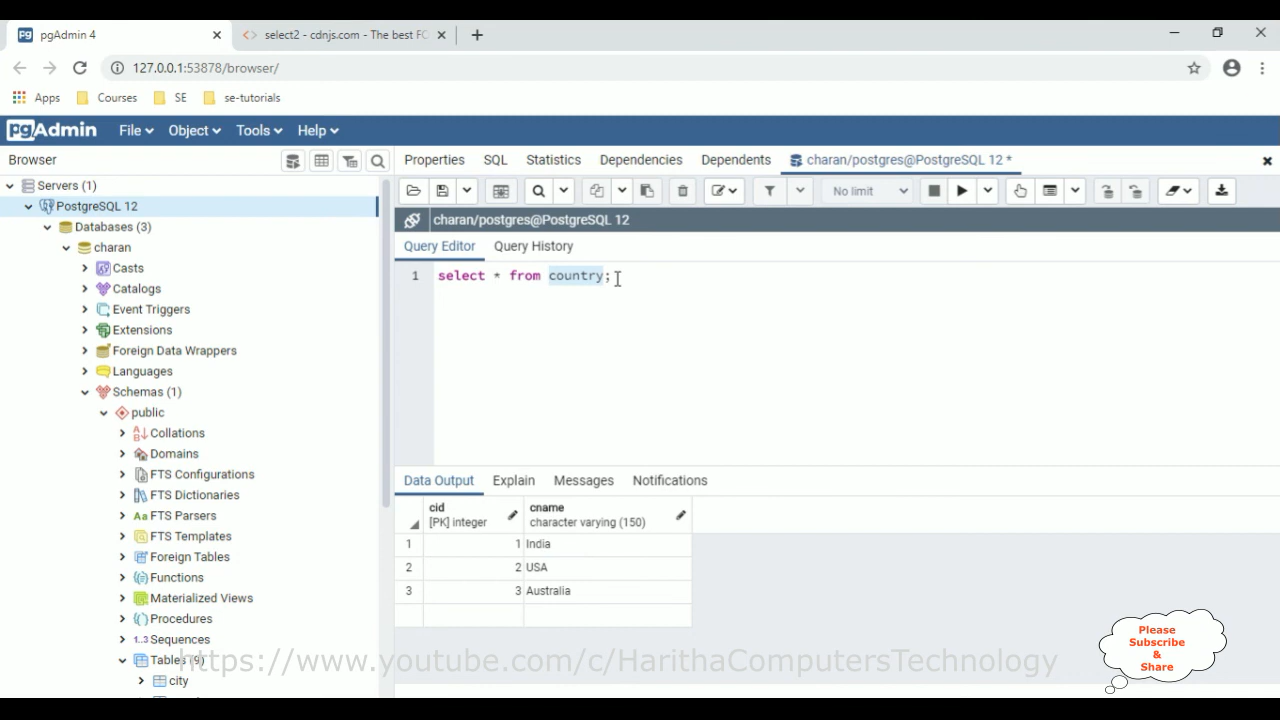 pgAdmin 4
select2 - cdnjs.com - The best FO
127.0.0.1:53878/browser/
Apps
Courses
SE
se-tutorials
pgAdmin
File
Object
Tools
Help
Browser
Properties
SQL
Statistics
Dependencies
Dependents
charan/postgres@PostgreSQL 12 *
Servers (1)
PostgreSQL 12
Databases (3)
charan
Casts
Catalogs
Event Triggers
Extensions
Foreign Data Wrappers
Languages
Schemas (1)
public
Collations
Domains
FTS Configurations
FTS Dictionaries
Aa FTS Parsers
FTS Templates
Foreign Tables
Functions
Materialized Views
Procedures
1..3 Sequences
Tables (9)
city
No limit
charan/postgres@PostgreSQL 12
Query Editor
Query History
1 select * from country;
Data Output
Explain
Messages
Notifications
cid
[PK] integer
cname
character varying (150)
1 1 India
2 2 USA
3 3 Australia
https://www.youtube.com/c/HarithaComputersTechnology
Please
Subscribe
&
Share